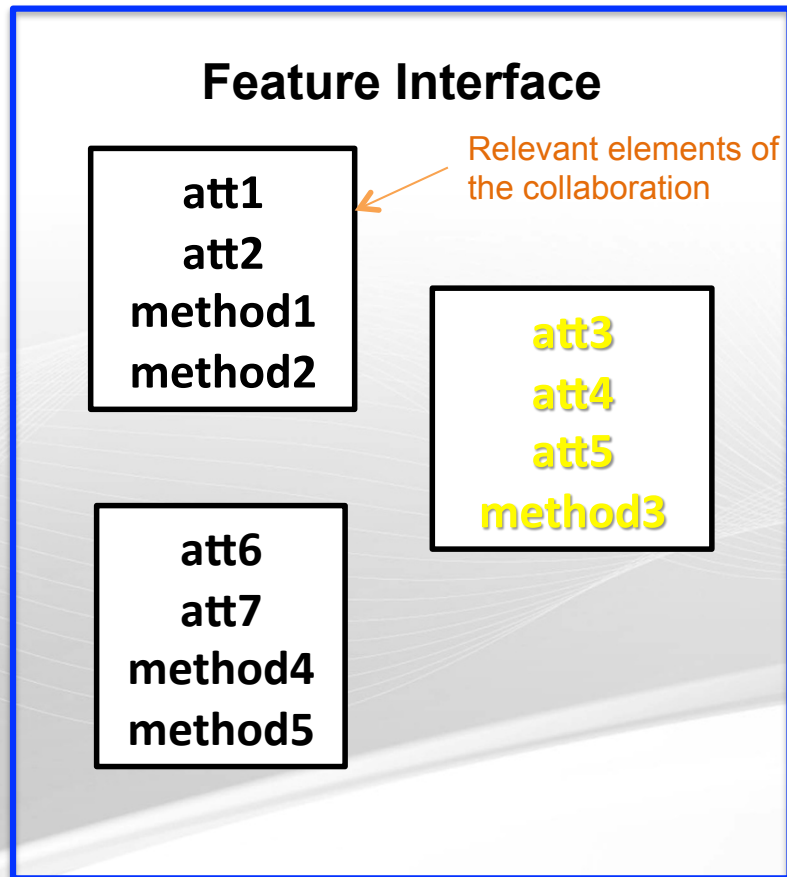 Feature Interface
Relevant elements of
the collaboration
att1
att2
method1
method2
att3
att4
att5
method3
att6
att7
method4
method5